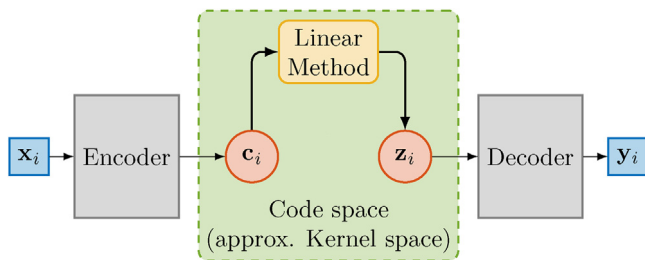 Linear
Method
x_i
Encoder
c_i
z_i
Decoder
y_i
Code space
(approx. Kernel space)